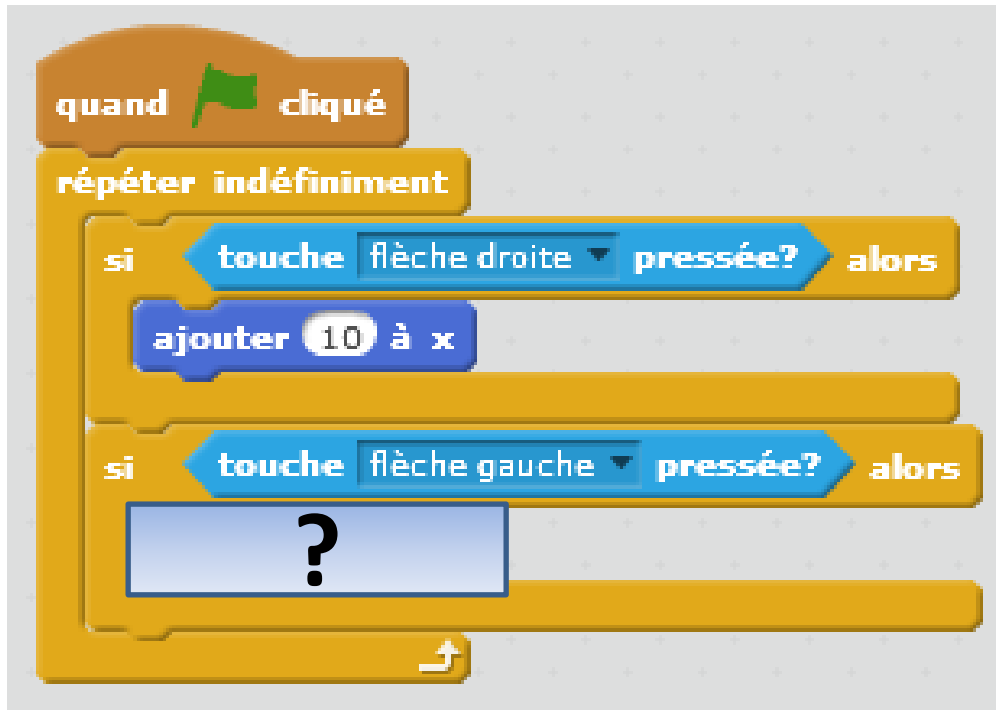 quand cliqué
répéter indéfiniment
si touche flèche droite pressée? alors
ajouter 10 à x
si touche flèche gauche pressée? alors
?